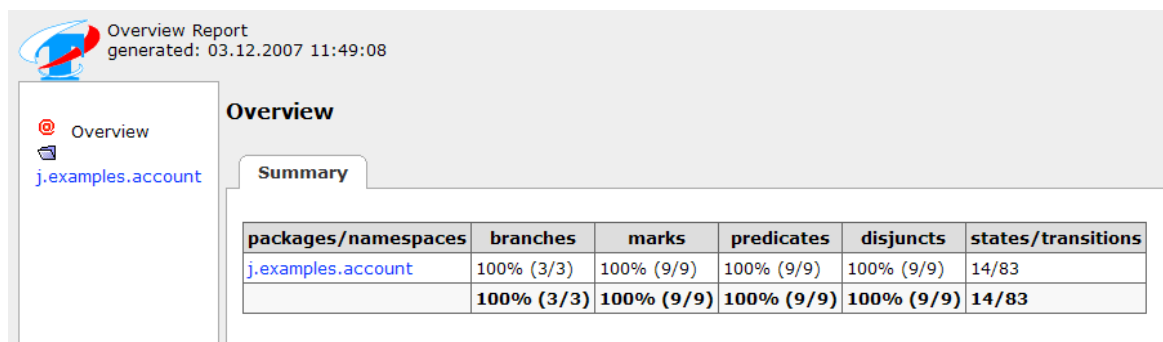 Overview Report
generated: 03.12.2007 11:49:08
@ Overview
j.examples.account
Overview
Summary
packages/namespaces branches marks predicates disjuncts states/transitions
j.examples.account 100% (3/3) 100% (9/9) 100% (9/9) 100% (9/9) 14/83
100% (3/3) 100% (9/9) 100% (9/9) 100% (9/9) 14/83